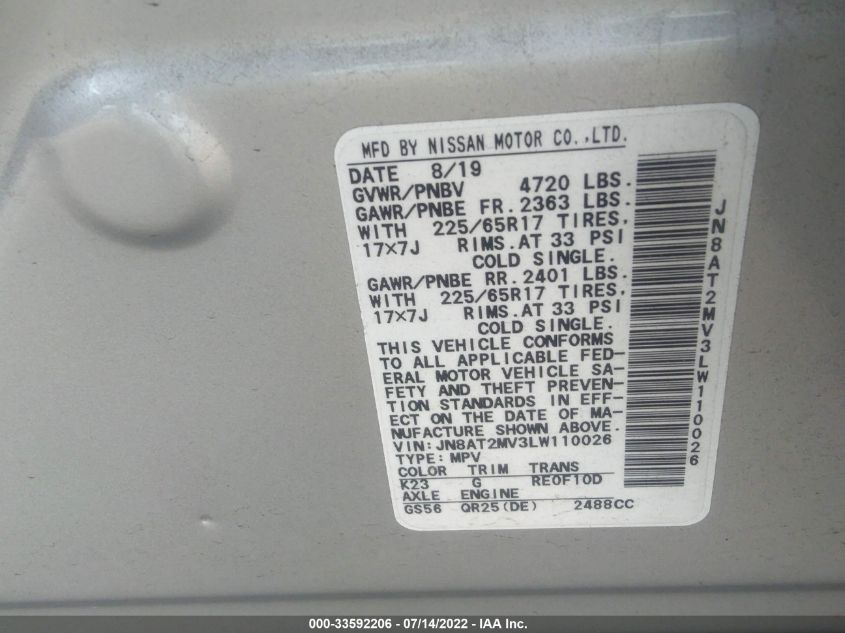 MFD BY NISSAN MOTOR CO.,LTD.
DATE 8/19
GVWR/PNBV 4720 LBS.
GAWR/PNBE FR. 2363 LBS.
WITH 225/65R17 TIRES,
17×7J RIMS.AT 33 PSI
COLD SINGLE.
GAWR/PNBE RR. 2401 LBS.
WITH 225/65R17 TIRES,
17×7J RIMS.AT 33 PSI
COLD SINGLE.
THIS VEHICLE CONFORMS
TO ALL APPLICABLE FED-
ERAL MOTOR VEHICLE SA-
FETY AND THEFT PREVEN-
TION STANDARDS IN EFF-
ECT ON THE DATE OF MA-
NUFACTURE SHOWN ABOVE.
VIN:JN8AT2MV3LW110026
TYPE:MPV
COLOR TRIM TRANS
K23 G RE0F10D
AXLE ENGINE
GS56 QR25(DE) 2488CC
JN8AT2MV3LW110026
000-33592206 - 07/14/2022 - IAA Inc.